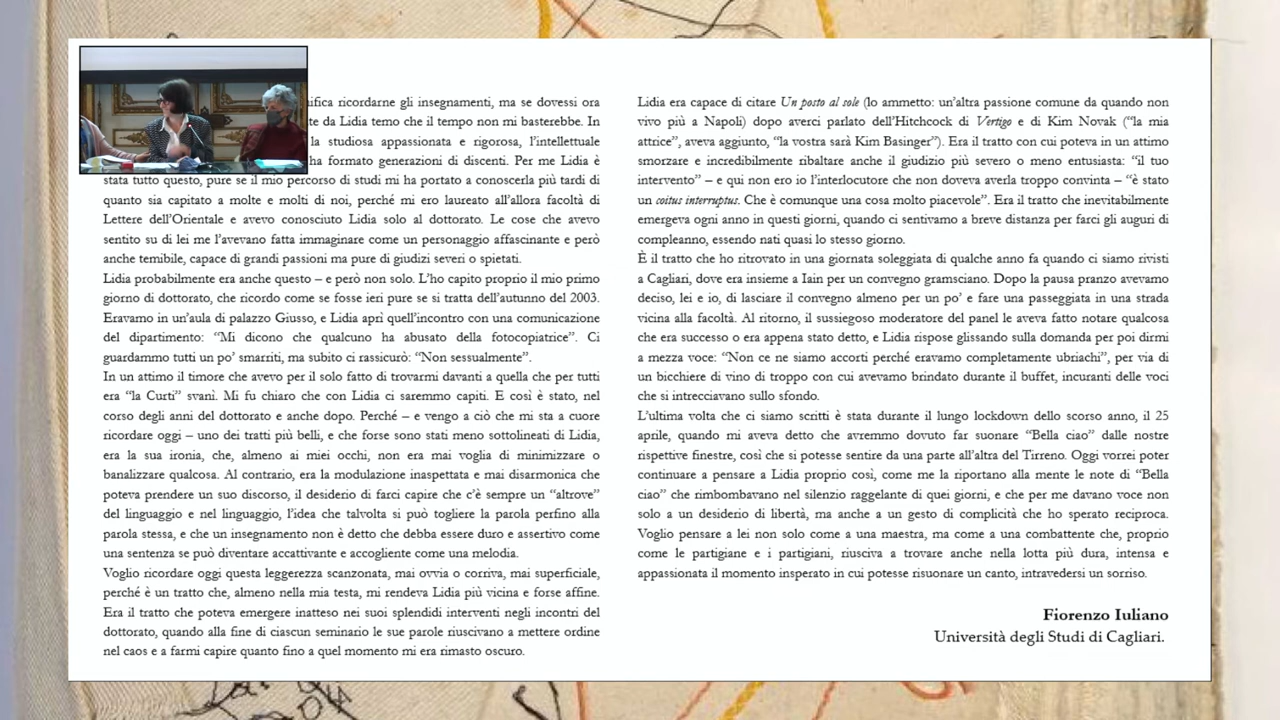 nifica ricordarne gli insegnamenti, ma se dovessi ora
te da Lidia temo che il tempo non mi basterebbe. In
la studiosa appassionata e rigorosa, l’intellettuale
ha formato generazioni di discenti. Per me Lidia è
stata tutto questo, pure se il mio percorso di studi mi ha portato a conoscerla più tardi di
quanto sia capitato a molte e molti di noi, perché mi ero laureato all’allora facoltà di
Lettere dell’Orientale e avevo conosciuto Lidia solo al dottorato. Le cose che avevo
sentito su di lei me l’avevano fatta immaginare come un personaggio affascinante e però
anche temibile, capace di grandi passioni ma pure di giudizi severi o spietati.
Lidia probabilmente era anche questo – e però non solo. L’ho capito proprio il mio primo
giorno di dottorato, che ricordo come se fosse ieri pure se si tratta dell’autunno del 2003.
Eravamo in un’aula di palazzo Giusso, e Lidia aprì quell’incontro con una comunicazione
del dipartimento: “Mi dicono che qualcuno ha abusato della fotocopiatrice”. Ci
guardammo tutti un po’ smarriti, ma subito ci rassicurò: “Non sessualmente”.
In un attimo il timore che avevo per il solo fatto di trovarmi davanti a quella che per tutti
era “la Curti” svanì. Mi fu chiaro che con Lidia ci saremmo capiti. E così è stato, nel
corso degli anni del dottorato e anche dopo. Perché – e vengo a ciò che mi sta a cuore
ricordare oggi – uno dei tratti più belli, e che forse sono stati meno sottolineati di Lidia,
era la sua ironia, che, almeno ai miei occhi, non era mai voglia di minimizzare o
banalizzare qualcosa. Al contrario, era la modulazione inaspettata e mai disarmonica che
poteva prendere un suo discorso, il desiderio di farci capire che c’è sempre un “altrove”
del linguaggio e nel linguaggio, l’idea che talvolta si può togliere la parola perfino alla
parola stessa, e che un insegnamento non è detto che debba essere duro e assertivo come
una sentenza se può diventare accattivante e accogliente come una melodia.
Voglio ricordare oggi questa leggerezza scanzonata, mai ovvia o corriva, mai superficiale,
perché è un tratto che, almeno nella mia testa, mi rendeva Lidia più vicina e forse affine.
Era il tratto che poteva emergere inatteso nei suoi splendidi interventi negli incontri del
dottorato, quando alla fine di ciascun seminario le sue parole riuscivano a mettere ordine
nel caos e a farmi capire quanto fino a quel momento mi era rimasto oscuro.
Lidia era capace di citare Un posto al sole (lo ammetto: un’altra passione comune da quando non
vivo più a Napoli) dopo averci parlato dell’Hitchcock di Vertigo e di Kim Novak (“la mia
attrice”, aveva aggiunto, “la vostra sarà Kim Basinger”). Era il tratto con cui poteva in un attimo
smorzare e incredibilmente ribaltare anche il giudizio più severo o meno entusiasta: “il tuo
intervento” – e qui non ero io l’interlocutore che non doveva averla troppo convinta – “è stato
un coitus interruptus. Che è comunque una cosa molto piacevole”. Era il tratto che inevitabilmente
emergeva ogni anno in questi giorni, quando ci sentivamo a breve distanza per farci gli auguri di
compleanno, essendo nati quasi lo stesso giorno.
È il tratto che ho ritrovato in una giornata soleggiata di qualche anno fa quando ci siamo rivisti
a Cagliari, dove era insieme a Iain per un convegno gramsciano. Dopo la pausa pranzo avevamo
deciso, lei e io, di lasciare il convegno almeno per un po’ e fare una passeggiata in una strada
vicina alla facoltà. Al ritorno, il sussiegoso moderatore del panel le aveva fatto notare qualcosa
che era successo o era appena stato detto, e Lidia rispose glissando sulla domanda per poi dirmi
a mezza voce: “Non ce ne siamo accorti perché eravamo completamente ubriachi”, per via di
un bicchiere di vino di troppo con cui avevamo brindato durante il buffet, incuranti delle voci
che si intrecciavano sullo sfondo.
L’ultima volta che ci siamo scritti è stata durante il lungo lockdown dello scorso anno, il 25
aprile, quando mi aveva detto che avremmo dovuto far suonare “Bella ciao” dalle nostre
rispettive finestre, così che si potesse sentire da una parte all’altra del Tirreno. Oggi vorrei poter
continuare a pensare a Lidia proprio così, come me la riportano alla mente le note di “Bella
ciao” che rimbombavano nel silenzio raggelante di quei giorni, e che per me davano voce non
solo a un desiderio di libertà, ma anche a un gesto di complicità che ho sperato reciproca.
Voglio pensare a lei non solo come a una maestra, ma come a una combattente che, proprio
come le partigiane e i partigiani, riusciva a trovare anche nella lotta più dura, intensa e
appassionata il momento insperato in cui potesse risuonare un canto, intravedersi un sorriso.
Fiorenzo Iuliano
Università degli Studi di Cagliari.